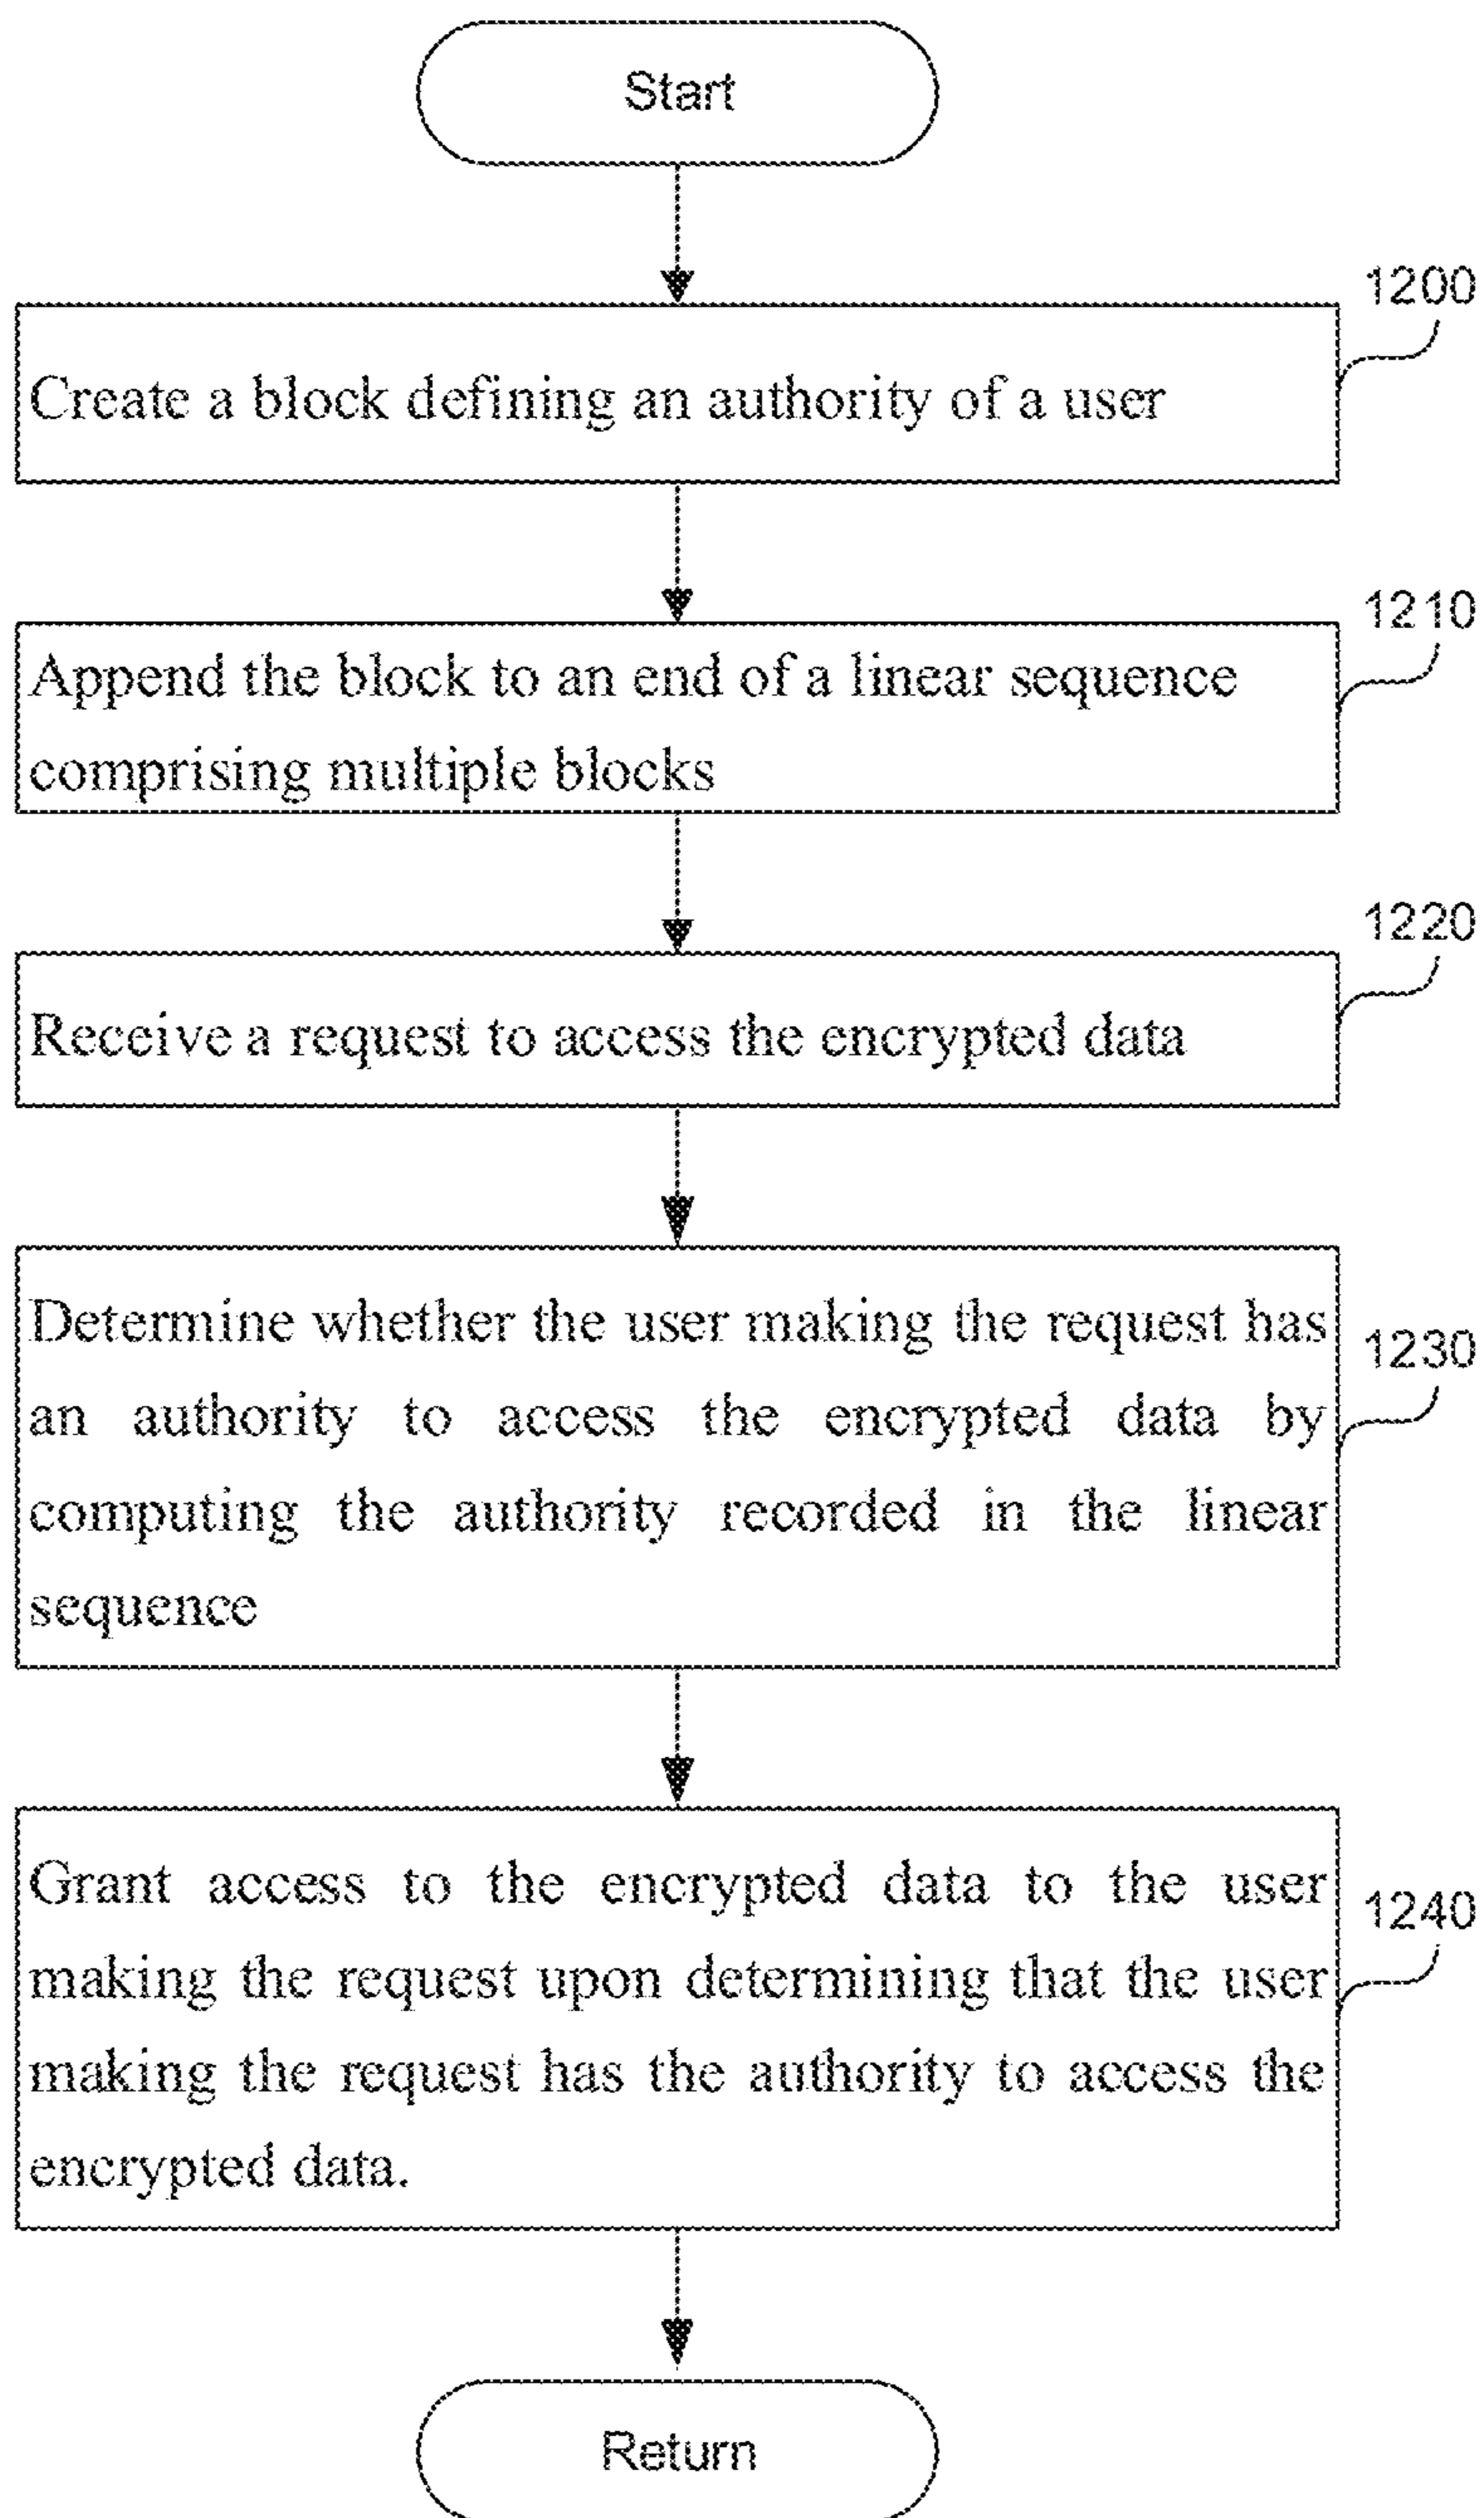 Start
1200
Create a block defining an authority of a user
1210
Append the block to an end of a linear sequence
comprising multiple blocks
1220
Receive a request to access the encrypted data
1230
Determine whether the user making the request has
an authority to access the encrypted data by
computing the authority recorded in the linear
sequence
1240
Grant access to the encrypted data to the user
making the request upon determining that the user
making the request has the authority to access the
encrypted data.
Return